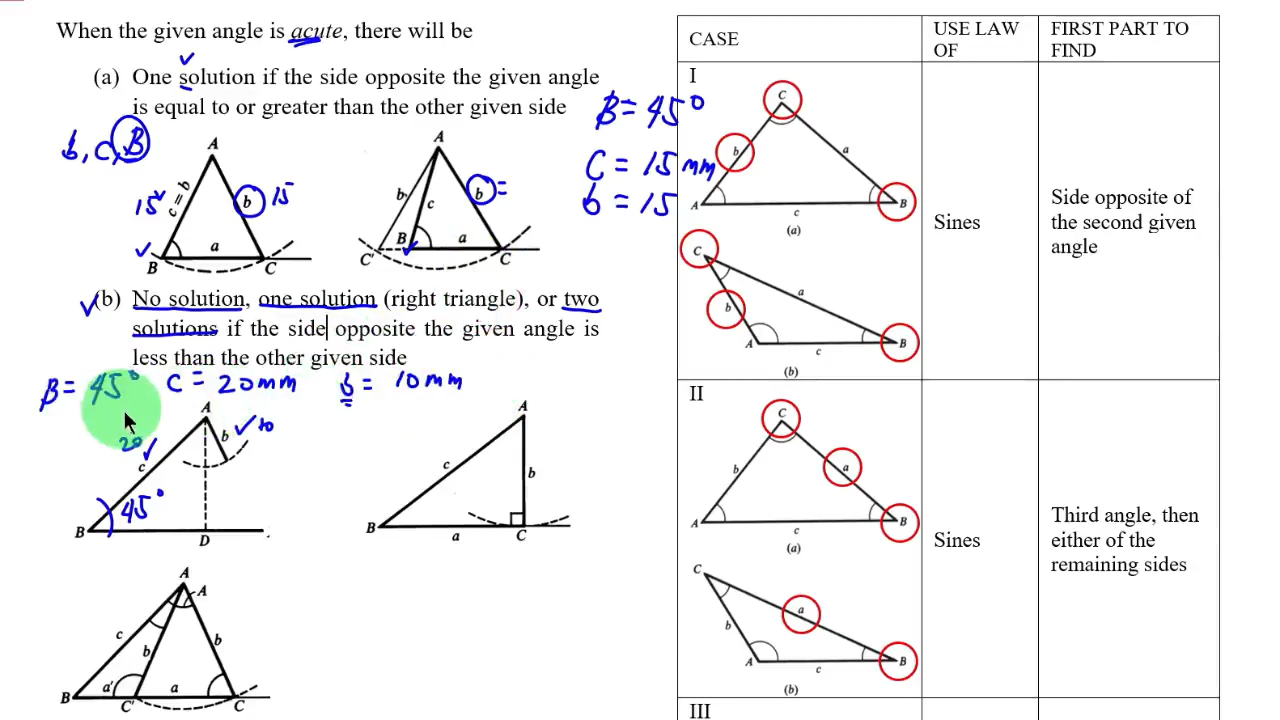 When the given angle is acute, there will be
(a) One solution if the side opposite the given angle
is equal to or greater than the other given side
b, c, B
A
15
c = b
b
15
B
a
C
A
b
c
b =
C'
B
a
C
B = 45°
C = 15 mm
b = 15
(b) No solution, one solution (right triangle), or two
solutions if the side opposite the given angle is
less than the other given side
B = 45° C = 20mm b = 10mm
A
20
c
b
10
45°
B
D
A
c
b
B
a
C
A
A
c
b
b
B
a'
C'
a
C
CASE
USE LAW
OF
FIRST PART TO
FIND
I
C
b
a
A
c
B
(a)
C
a
b
A
c
B
(b)
Sines
Side opposite of
the second given
angle
II
C
b
a
A
c
B
(a)
C
a
b
A
c
B
(b)
Sines
Third angle, then
either of the
remaining sides
III